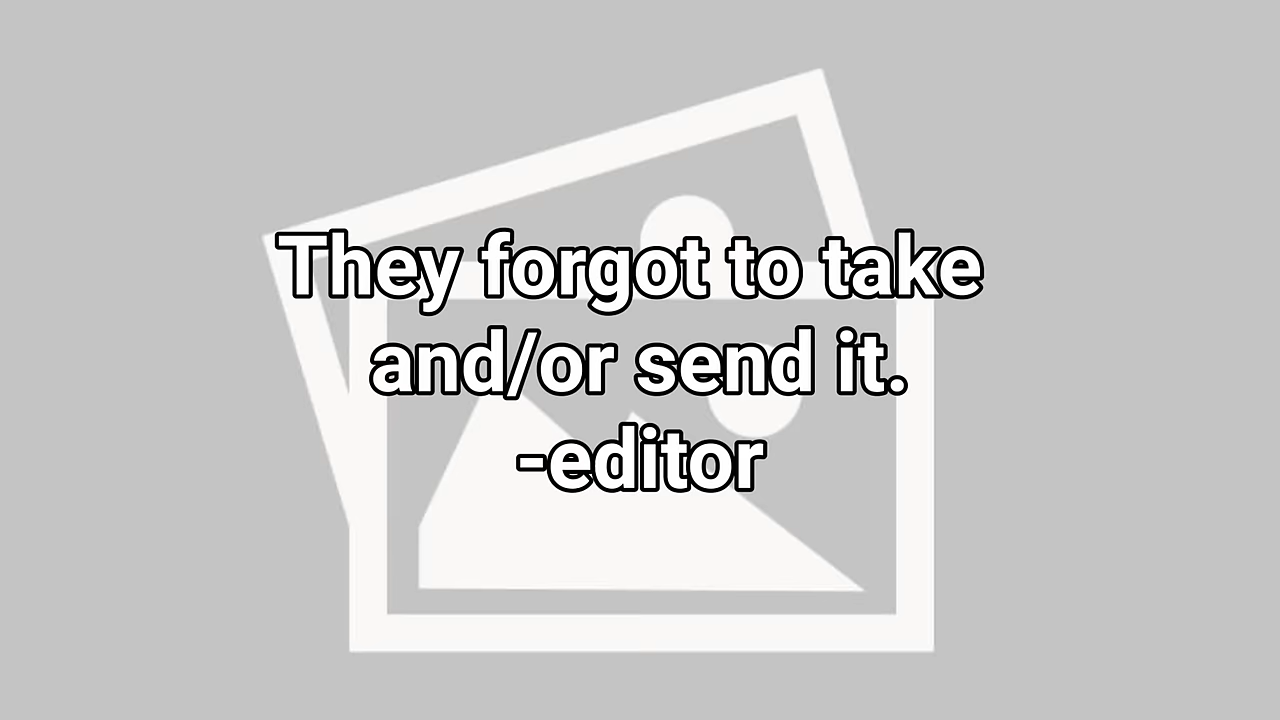 They forgot to take
and/or send it.
-editor